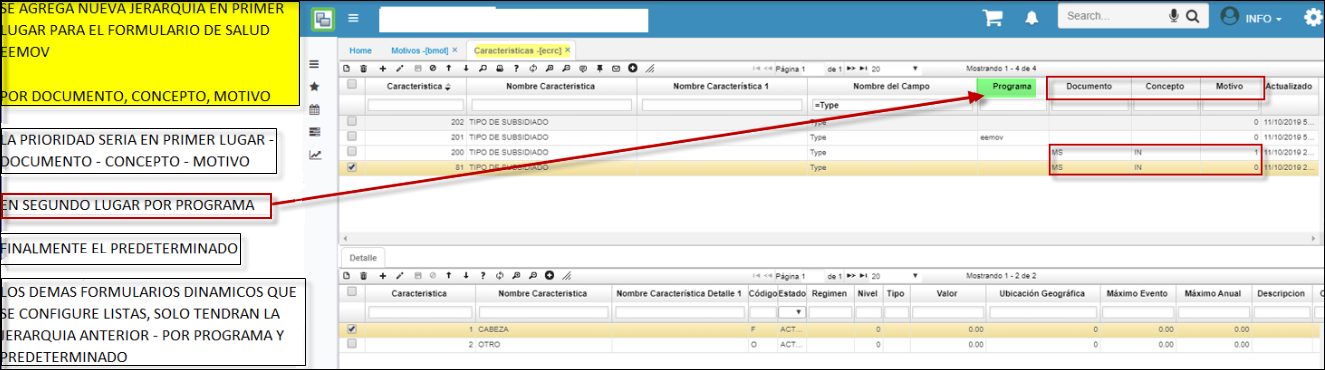 SE AGREGA NUEVA JERARQUIA EN PRIMER
LUGAR PARA EL FORMULARIO DE SALUD
EEMOV
POR DOCUMENTO, CONCEPTO, MOTIVO
LA PRIORIDAD SERIA EN PRIMER LUGAR -
DOCUMENTO - CONCEPTO - MOTIVO
EN SEGUNDO LUGAR POR PROGRAMA
FINALMENTE EL PREDETERMINADO
LOS DEMAS FORMULARIOS DINAMICOS QUE
SE CONFIGURE LISTAS, SOLO TENDRAN LA
JERARQUIA ANTERIOR - POR PROGRAMA Y
PREDETERMINADO
Search... INFO
Home Motivos -[bmot] × Caracteristicas -[ecrc] ×
Página 1 de 1 20 Mostrando 1 - 4 de 4
Caracteristica Nombre Caracteristica Nombre Característica 1 Nombre del Campo Programa Documento Concepto Motivo Actualizado
=Type
202 TIPO DE SUBSIDIADO Type 0 11/10/2019 5...
201 TIPO DE SUBSIDIADO Type eemov 0 11/10/2019 5...
200 TIPO DE SUBSIDIADO Type MS IN 1 11/10/2019 2...
81 TIPO DE SUBSIDIADO Type MS IN 0 11/10/2019 2...
Detalle
Página 1 de 1 20 Mostrando 1 - 2 de 2
Caracteristica Nombre Caracteristica Nombre Característica Detalle 1 Código Estado Regimen Nivel Tipo Valor Ubicación Geográfica Máximo Evento Máximo Anual Descripcion
1 CABEZA F ACT... 0 0.00 0 0.00 0.00
2 OTRO O ACT... 0 0.00 0 0.00 0.00